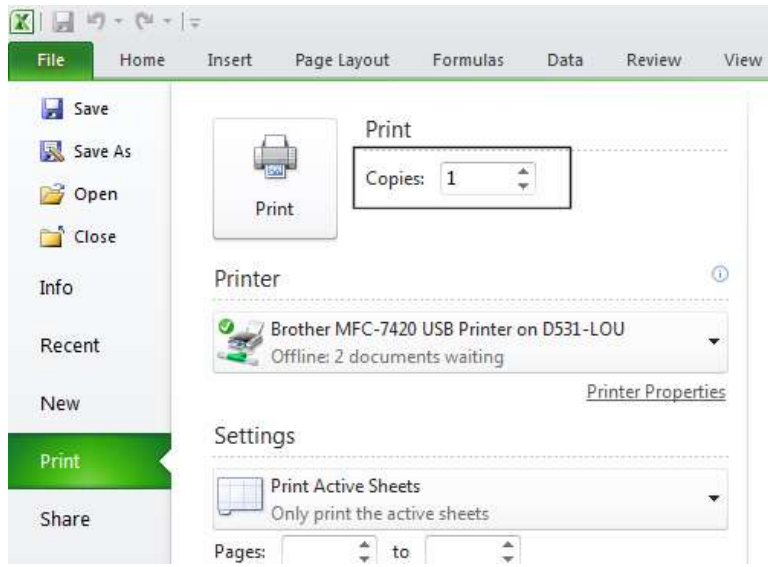 File Home Insert Page Layout Formulas Data Review View
Save
Save As
Open
Close
Info
Recent
New
Print
Share
Print
Print
Copies: 1
Printer
Brother MFC-7420 USB Printer on D531-LOU
Offline: 2 documents waiting
Printer Properties
Settings
Print Active Sheets
Only print the active sheets
Pages: to